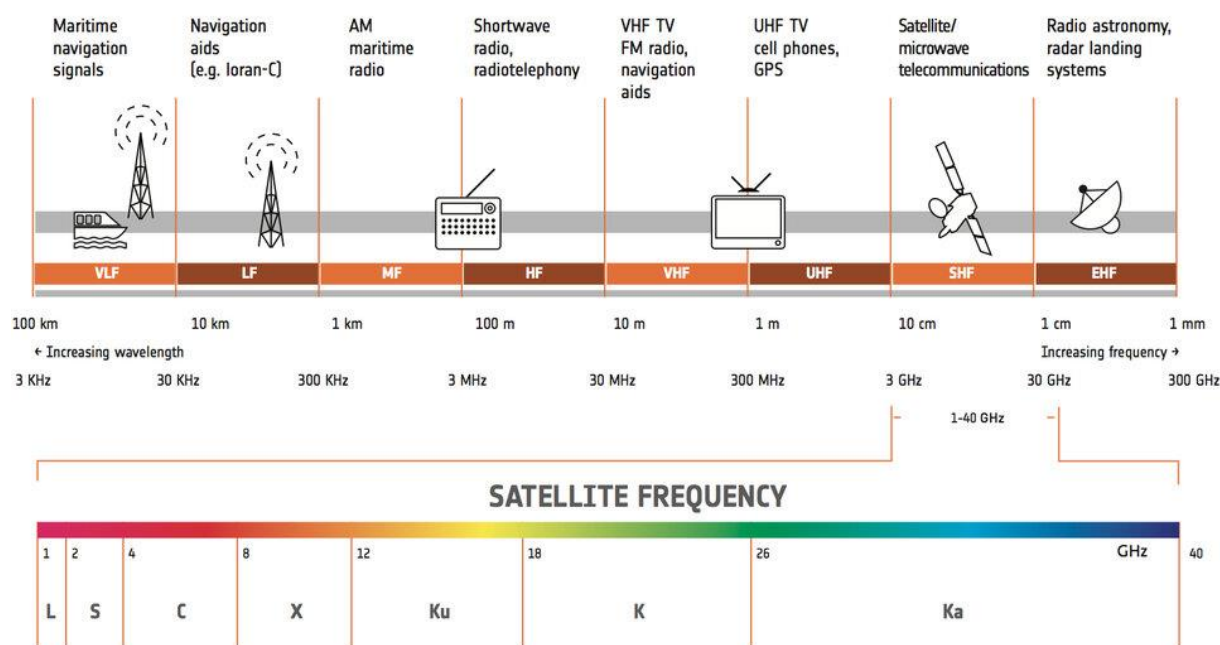 Maritime
navigation
signals
Navigation
aids
(e.g. loran-C)
AM
maritime
radio
Shortwave
radio,
radiotelephony
VHF TV
FM radio,
navigation
aids
UHF TV
cell phones,
GPS
Satellite/
microwave
telecommunications
Radio astronomy,
radar landing
systems
VLF LF MF HF VHF UHF SHF EHF
100 km 10 km 1 km 100 m 10 m 1 m 10 cm 1 cm 1 mm
← Increasing wavelength Increasing frequency →
3 KHz 30 KHz 300 KHz 3 MHz 30 MHz 300 MHz 3 GHz 30 GHz 300 GHz
1-40 GHz
SATELLITE FREQUENCY
1 2 4 8 12 18 26 GHz 40
L S C X Ku K Ka